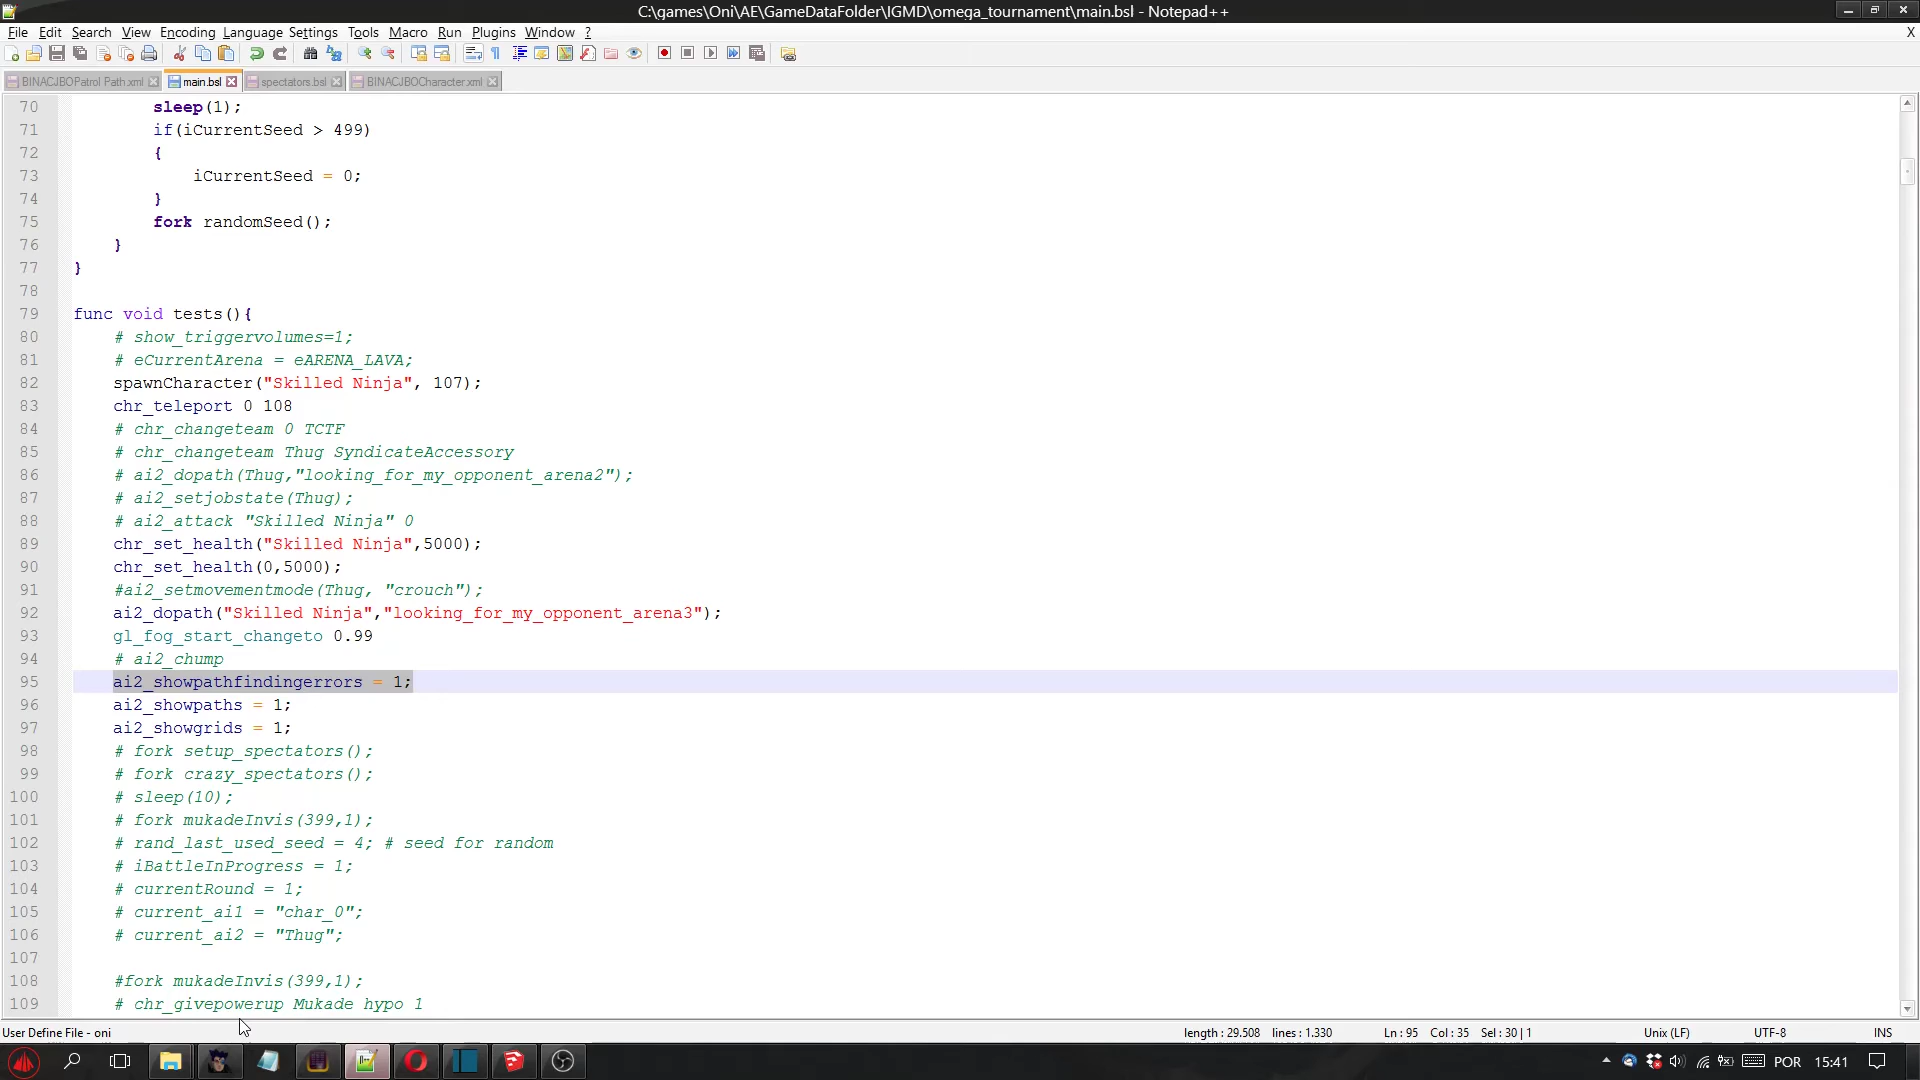 C:\games\Oni\AE\GameDataFolder\IGMD\omega_tournament\main.bsl - Notepad++
File Edit Search View Encoding Language Settings Tools Macro Run Plugins Window ? X
BINACJBOPatrol Path.xml main.bsl spectators.bsl BINACJBOCharacter.xml
70 sleep(1);
71 if(iCurrentSeed > 499)
72 {
73 iCurrentSeed = 0;
74 }
75 fork randomSeed();
76 }
77 }
78
79 func void tests(){
80 # show_triggervolumes=1;
81 # eCurrentArena = eARENA_LAVA;
82 spawnCharacter("Skilled Ninja", 107);
83 chr_teleport 0 108
84 # chr_changeteam 0 TCTF
85 # chr_changeteam Thug SyndicateAccessory
86 # ai2_dopath(Thug,"looking_for_my_opponent_arena2");
87 # ai2_setjobstate(Thug);
88 # ai2_attack "Skilled Ninja" 0
89 chr_set_health("Skilled Ninja",5000);
90 chr_set_health(0,5000);
91 #ai2_setmovementmode(Thug, "crouch");
92 ai2_dopath("Skilled Ninja","looking_for_my_opponent_arena3");
93 gl_fog_start_changeto 0.99
94 # ai2_chump
95 ai2_showpathfindingerrors = 1;
96 ai2_showpaths = 1;
97 ai2_showgrids = 1;
98 # fork setup_spectators();
99 # fork crazy_spectators();
100 # sleep(10);
101 # fork mukadeInvis(399,1);
102 # rand_last_used_seed = 4; # seed for random
103 # iBattleInProgress = 1;
104 # currentRound = 1;
105 # current_ai1 = "char_0";
106 # current_ai2 = "Thug";
107
108 #fork mukadeInvis(399,1);
109 # chr_givepowerup Mukade hypo 1
User Define File - oni length : 29.508 lines : 1.330 Ln : 95 Col : 35 Sel : 30 | 1 Unix (LF) UTF-8 INS
POR 15:41